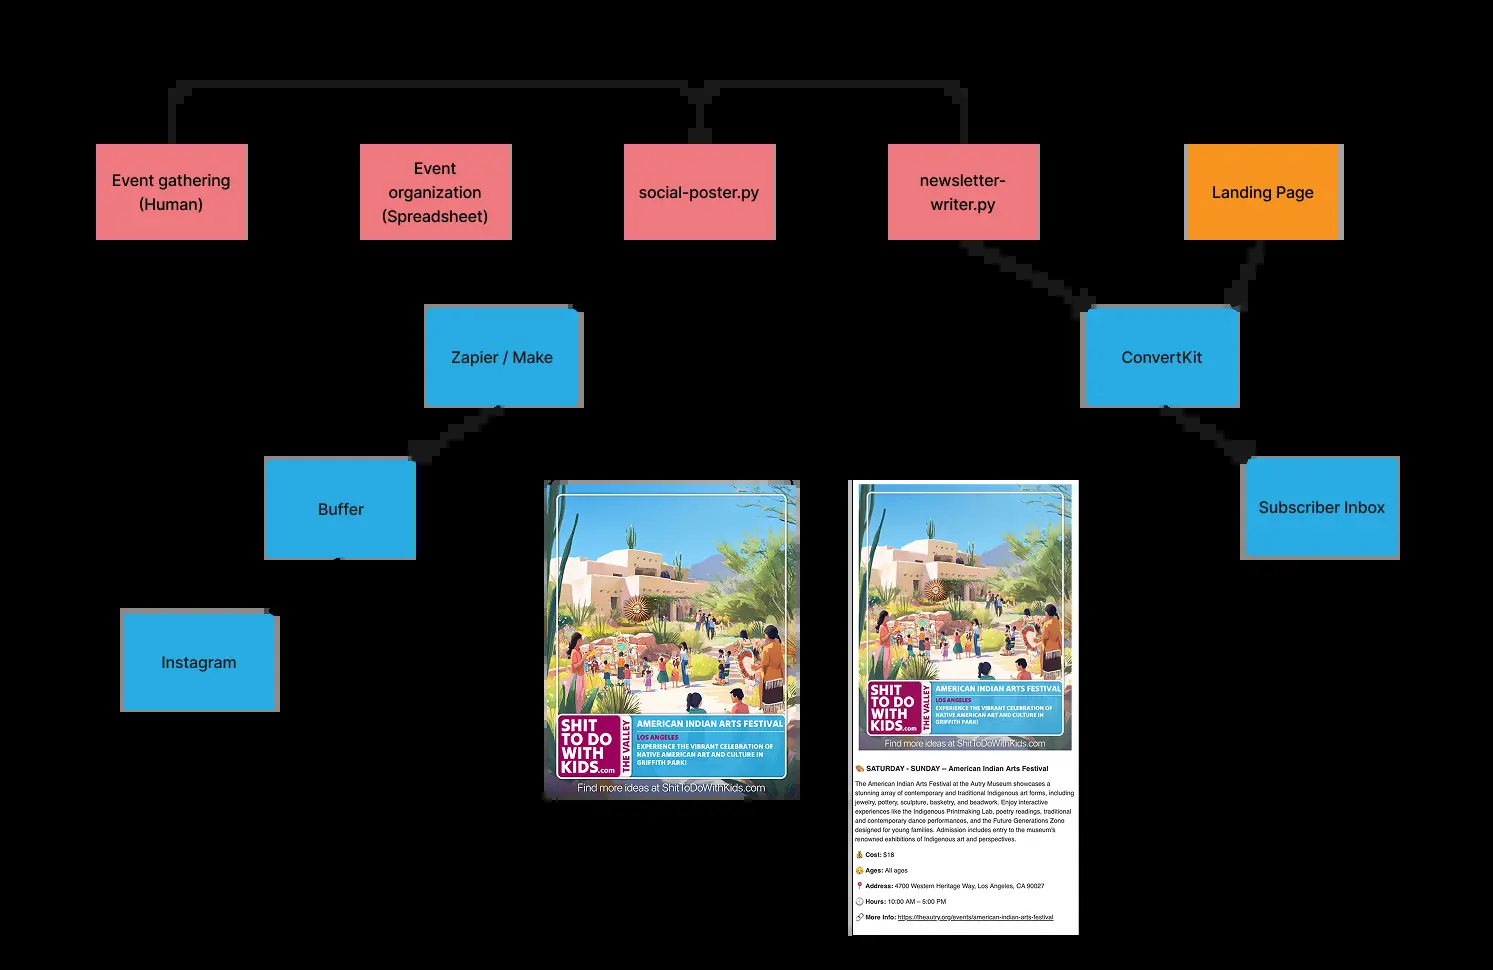 Event gathering
(Human)
Event
organization
(Spreadsheet)
social-poster.py
newsletter-
writer.py
Landing Page
Zapier / Make
ConvertKit
Buffer
Subscriber Inbox
Instagram
SHIT
TO DO
WITH
KIDS.com
THE VALLEY
AMERICAN INDIAN ARTS FESTIVAL
LOS ANGELES
EXPERIENCE THE VIBRANT CELEBRATION OF
NATIVE AMERICAN ART AND CULTURE IN
GRIFFITH PARK!
Find more ideas at ShitToDoWithKids.com
SHIT
TO DO
WITH
KIDS.com
THE VALLEY
AMERICAN INDIAN ARTS FESTIVAL
LOS ANGELES
EXPERIENCE THE VIBRANT CELEBRATION OF
NATIVE AMERICAN ART AND CULTURE IN
GRIFFITH PARK!
Find more ideas at ShitToDoWithKids.com
🎨 SATURDAY - SUNDAY -- American Indian Arts Festival
The American Indian Arts Festival at the Autry Museum showcases a
stunning array of contemporary and traditional Indigenous art forms, including
jewelry, pottery, sculpture, basketry, and beadwork. Enjoy interactive
experiences like the Indigenous Printmaking Lab, poetry readings, traditional
and contemporary dance performances, and the Future Generations Zone
designed for young families. Admission includes entry to the museum's
renowned exhibitions of Indigenous art and perspectives.
💰 Cost: $18
👶 Ages: All ages
📍 Address: 4700 Western Heritage Way, Los Angeles, CA 90027
🕙 Hours: 10:00 AM – 5:00 PM
🔗 More Info: https://theautry.org/events/american-indian-arts-festival